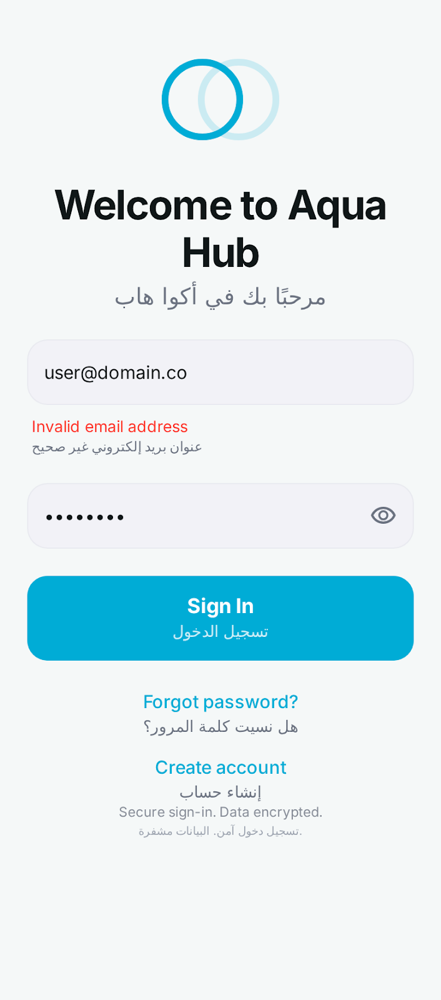 Welcome to Aqua
Hub
مرحبًا بك في أكوا هاب
user@domain.co
Invalid email address
عنوان بريد إلكتروني غير صحيح
••••••••
Sign In
تسجيل الدخول
Forgot password?
هل نسيت كلمة المرور؟
Create account
إنشاء حساب
Secure sign-in. Data encrypted.
تسجيل دخول آمن. البيانات مشفرة.